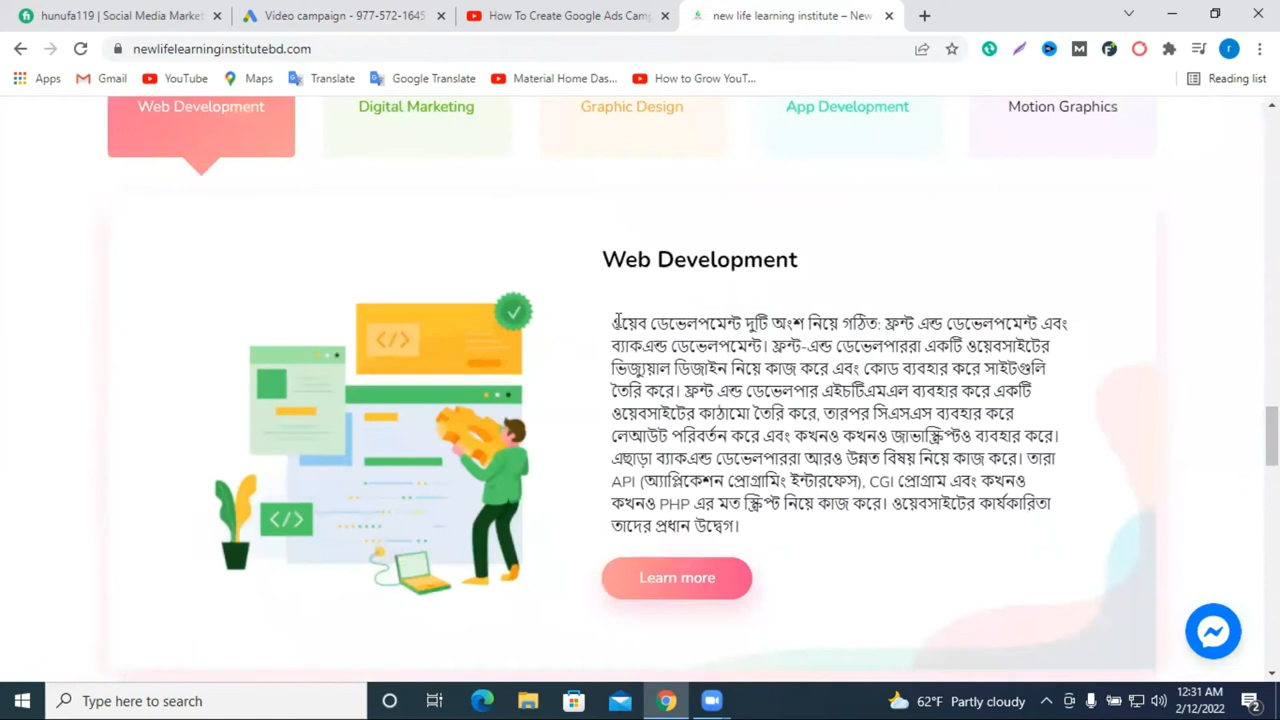 hunufa119 | Social Media Market
Video campaign - 977-572-1645
How To Create Google Ads Cam
new life learning institute – New
newlifelearninginstitutebd.com
Apps
Gmail
YouTube
Maps
Translate
Google Translate
Material Home Das...
How to Grow YouT...
Reading list
Web Development
Digital Marketing
Graphic Design
App Development
Motion Graphics
Web Development
ওয়েব ডেভেলপমেন্ট দুটি অংশ নিয়ে গঠিত: ফ্রন্ট এন্ড ডেভেলপমেন্ট এবং
ব্যাকএন্ড ডেভেলপমেন্ট। ফ্রন্ট-এন্ড ডেভেলপাররা একটি ওয়েবসাইটের
ভিজ্যুয়াল ডিজাইন নিয়ে কাজ করে এবং কোড ব্যবহার করে সাইটগুলি
তৈরি করে। ফ্রন্ট এন্ড ডেভেলপার এইচটিএমএল ব্যবহার করে একটি
ওয়েবসাইটের কাঠামো তৈরি করে, তারপর সিএসএস ব্যবহার করে
লেআউট পরিবর্তন করে এবং কখনও কখনও জাভাস্ক্রিপ্টও ব্যবহার করে।
এছাড়া ব্যাকএন্ড ডেভেলপাররা আরও উন্নত বিষয় নিয়ে কাজ করে। তারা
API (অ্যাপ্লিকেশন প্রোগ্রামিং ইন্টারফেস), CGI প্রোগ্রাম এবং কখনও
কখনও PHP এর মত স্ক্রিপ্ট নিয়ে কাজ করে। ওয়েবসাইটের কার্যকারিতা
তাদের প্রধান উদ্বেগ।
</> 
</>
Learn more
Type here to search
62°F Partly cloudy
12:31 AM
2/12/2022
2